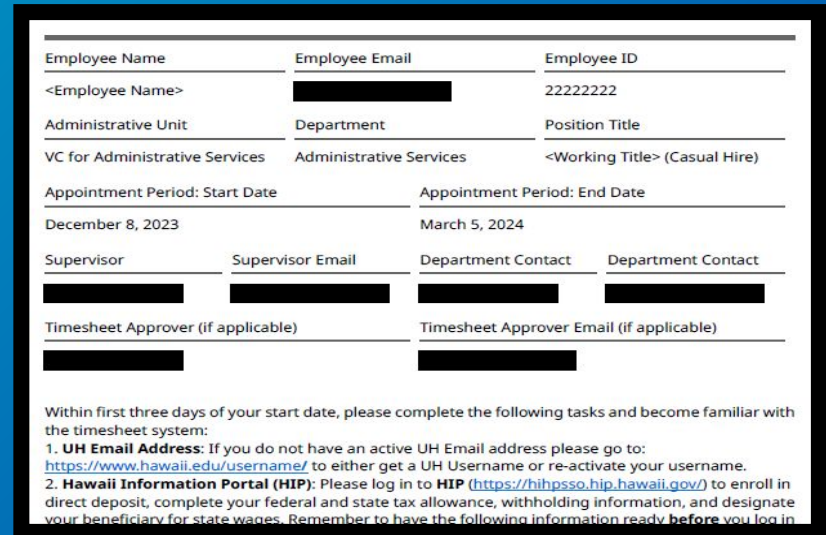 Employee Name Employee Email Employee ID
<Employee Name> 22222222
Administrative Unit Department Position Title
VC for Administrative Services Administrative Services <Working Title> (Casual Hire)
Appointment Period: Start Date Appointment Period: End Date
December 8, 2023 March 5, 2024
Supervisor Supervisor Email Department Contact Department Contact
Timesheet Approver (if applicable) Timesheet Approver Email (if applicable)
Within first three days of your start date, please complete the following tasks and become familiar with
the timesheet system:
1. UH Email Address: If you do not have an active UH Email address please go to:
https://www.hawaii.edu/username/ to either get a UH Username or re-activate your username.
2. Hawaii Information Portal (HIP): Please log in to HIP (https://hihpsso.hip.hawaii.gov/) to enroll in
direct deposit, complete your federal and state tax allowance, withholding information, and designate
your beneficiary for state wages. Remember to have the following information ready before you log in